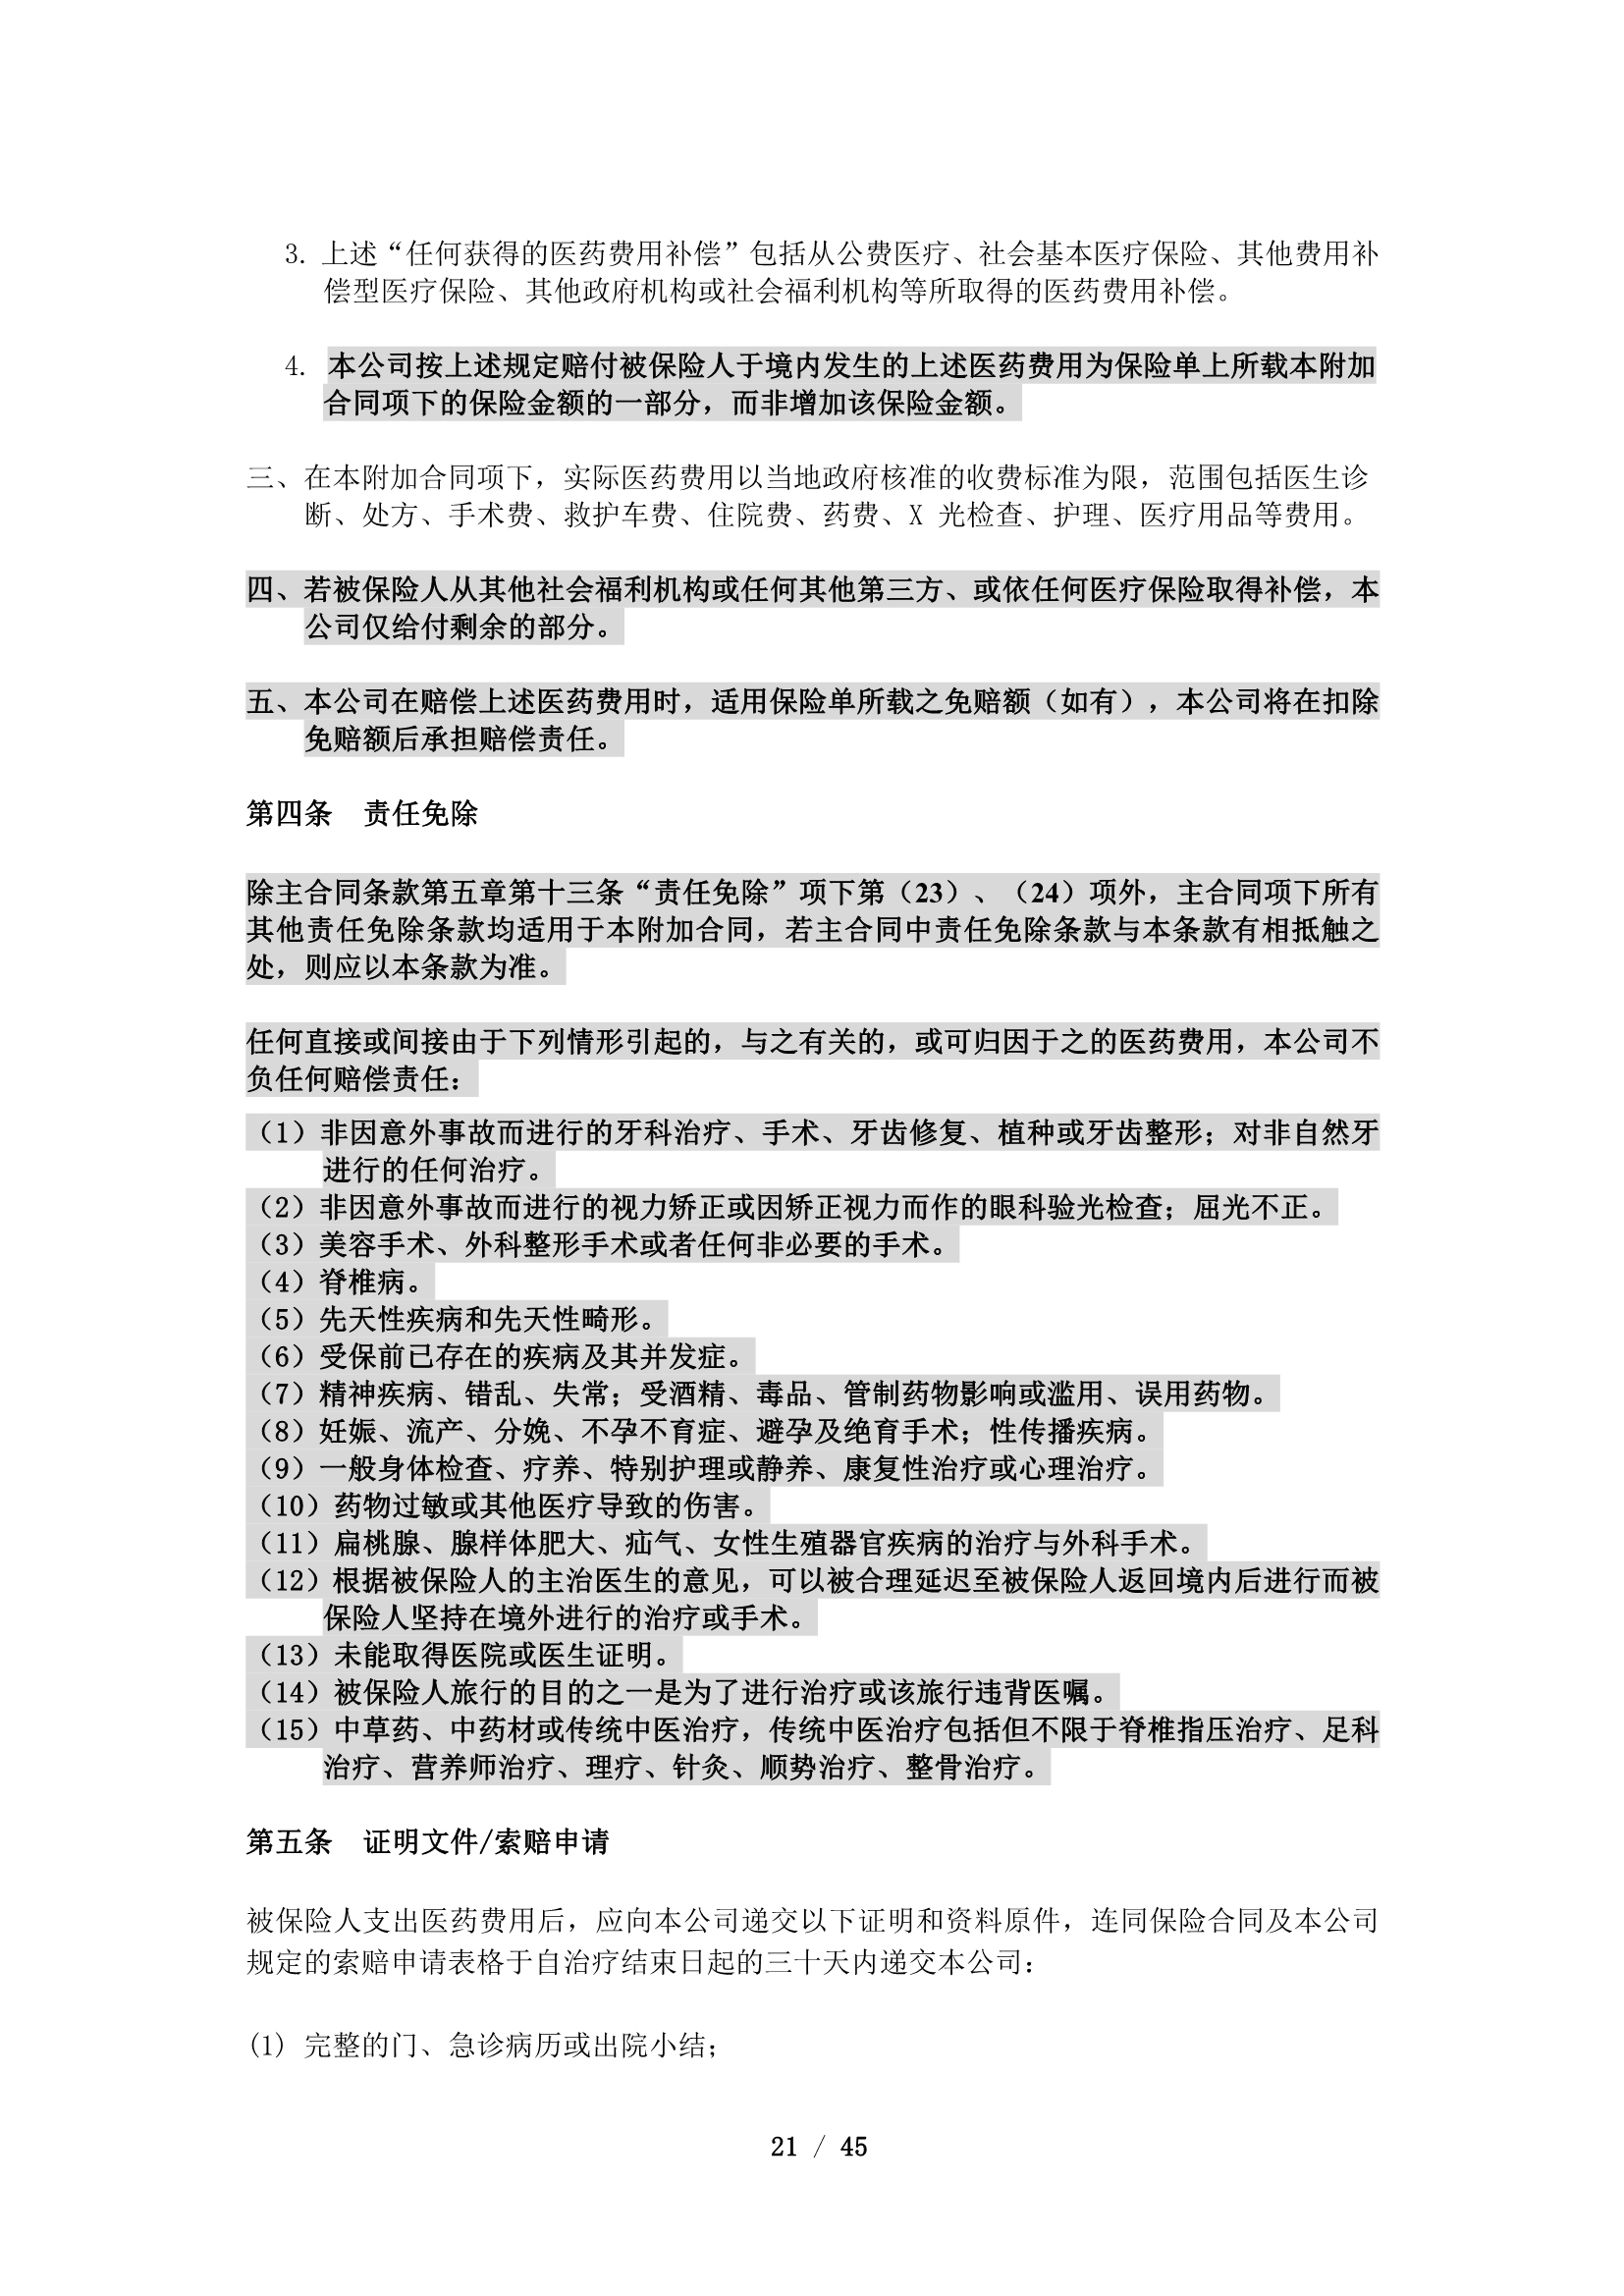 3. 上述“任何获得的医药费用补偿”包括从公费医疗、社会基本医疗保险、其他费用补
偿型医疗保险、其他政府机构或社会福利机构等所取得的医药费用补偿。
4. 本公司按上述规定赔付被保险人于境内发生的上述医药费用为保险单上所载本附加
合同项下的保险金额的一部分，而非增加该保险金额。
三、在本附加合同项下，实际医药费用以当地政府核准的收费标准为限，范围包括医生诊
断、处方、手术费、救护车费、住院费、药费、X 光检查、护理、医疗用品等费用。
四、若被保险人从其他社会福利机构或任何其他第三方、或依任何医疗保险取得补偿，本
公司仅给付剩余的部分。
五、本公司在赔偿上述医药费用时，适用保险单所载之免赔额（如有），本公司将在扣除
免赔额后承担赔偿责任。
第四条　责任免除
除主合同条款第五章第十三条“责任免除”项下第（23）、（24）项外，主合同项下所有
其他责任免除条款均适用于本附加合同，若主合同中责任免除条款与本条款有相抵触之
处，则应以本条款为准。
任何直接或间接由于下列情形引起的，与之有关的，或可归因于之的医药费用，本公司不
负任何赔偿责任：
（1）非因意外事故而进行的牙科治疗、手术、牙齿修复、植种或牙齿整形；对非自然牙
进行的任何治疗。
（2）非因意外事故而进行的视力矫正或因矫正视力而作的眼科验光检查；屈光不正。
（3）美容手术、外科整形手术或者任何非必要的手术。
（4）脊椎病。
（5）先天性疾病和先天性畸形。
（6）受保前已存在的疾病及其并发症。
（7）精神疾病、错乱、失常；受酒精、毒品、管制药物影响或滥用、误用药物。
（8）妊娠、流产、分娩、不孕不育症、避孕及绝育手术；性传播疾病。
（9）一般身体检查、疗养、特别护理或静养、康复性治疗或心理治疗。
（10）药物过敏或其他医疗导致的伤害。
（11）扁桃腺、腺样体肥大、疝气、女性生殖器官疾病的治疗与外科手术。
（12）根据被保险人的主治医生的意见，可以被合理延迟至被保险人返回境内后进行而被
保险人坚持在境外进行的治疗或手术。
（13）未能取得医院或医生证明。
（14）被保险人旅行的目的之一是为了进行治疗或该旅行违背医嘱。
（15）中草药、中药材或传统中医治疗，传统中医治疗包括但不限于脊椎指压治疗、足科
治疗、营养师治疗、理疗、针灸、顺势治疗、整骨治疗。
第五条　证明文件/索赔申请
被保险人支出医药费用后，应向本公司递交以下证明和资料原件，连同保险合同及本公司
规定的索赔申请表格于自治疗结束日起的三十天内递交本公司：
(1) 完整的门、急诊病历或出院小结；
21 / 45